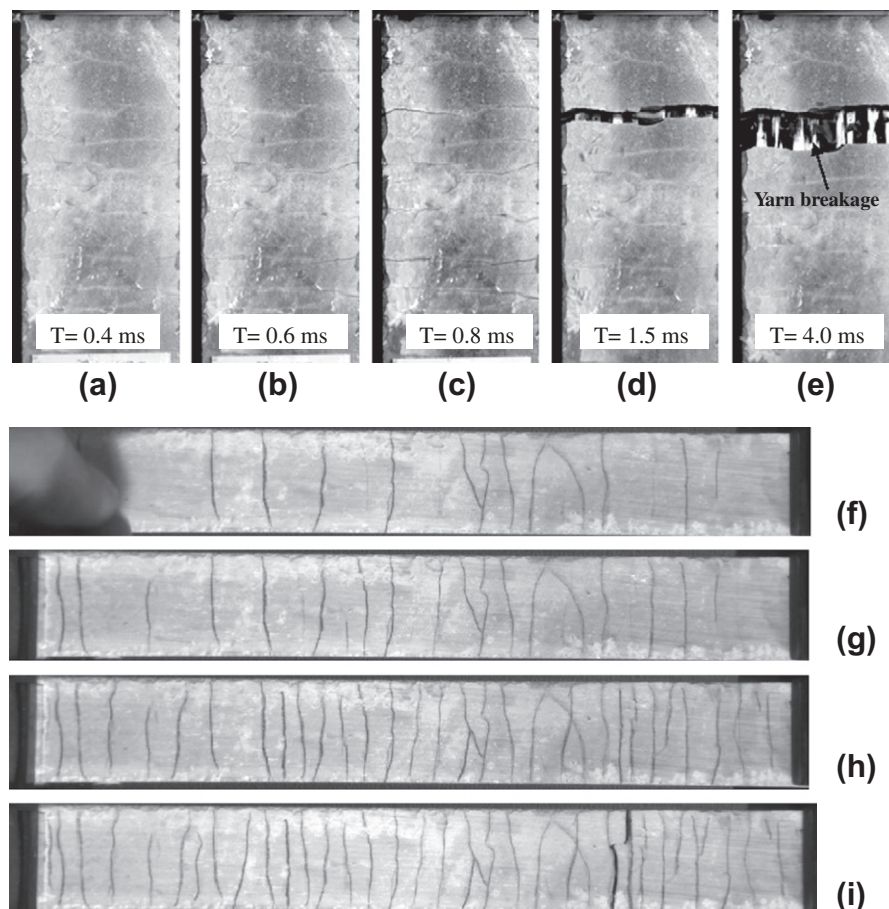 Yarn breakage
T= 0.4 ms
T= 0.6 ms
T= 0.8 ms
T= 1.5 ms
T= 4.0 ms
(a)
(b)
(c)
(d)
(e)
(f)
(g)
(h)
(i)